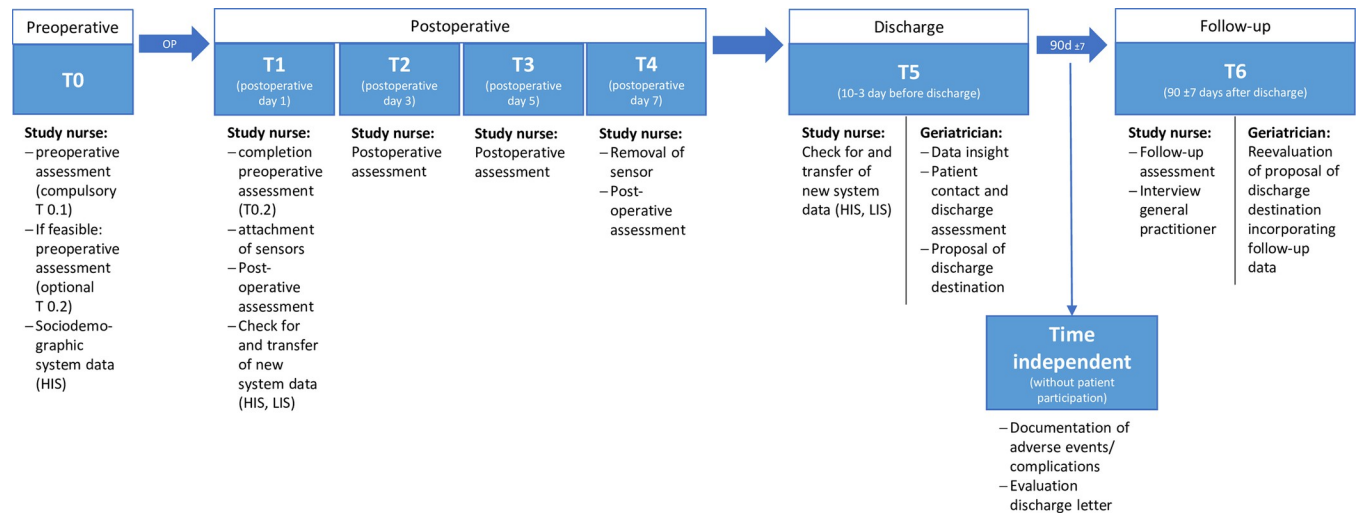 Preoperative
T0
Study nurse:
– preoperative
assessment
(compulsory
T 0.1)
– If feasible:
preoperative
assessment
(optional
T 0.2)
– Sociodemo-
graphic
system data
(HIS)
OP
Postoperative
T1
(postoperative
day 1)
Study nurse:
– completion
preoperative
assessment
(T0.2)
– attachment
of sensors
– Post-
operative
assessment
– Check for
and transfer
of new
system data
(HIS, LIS)
T2
(postoperative
day 3)
Study nurse:
Postoperative
assessment
T3
(postoperative
day 5)
Study nurse:
Postoperative
assessment
T4
(postoperative
day 7)
Study nurse:
– Removal of
sensor
– Post-
operative
assessment
Discharge
T5
(10-3 day before discharge)
Study nurse:
Check for and
transfer of
new system
data (HIS, LIS)
Geriatrician:
– Data insight
– Patient
contact and
discharge
assessment
– Proposal of
discharge
destination
90d ±7
Time
independent
(without patient
participation)
– Documentation of
adverse events/
complications
– Evaluation
discharge letter
Follow-up
T6
(90 ±7 days after discharge)
Study nurse:
– Follow-up
assessment
– Interview
general
practitioner
Geriatrician:
Reevaluation
of proposal of
discharge
destination
incorporating
follow-up
data